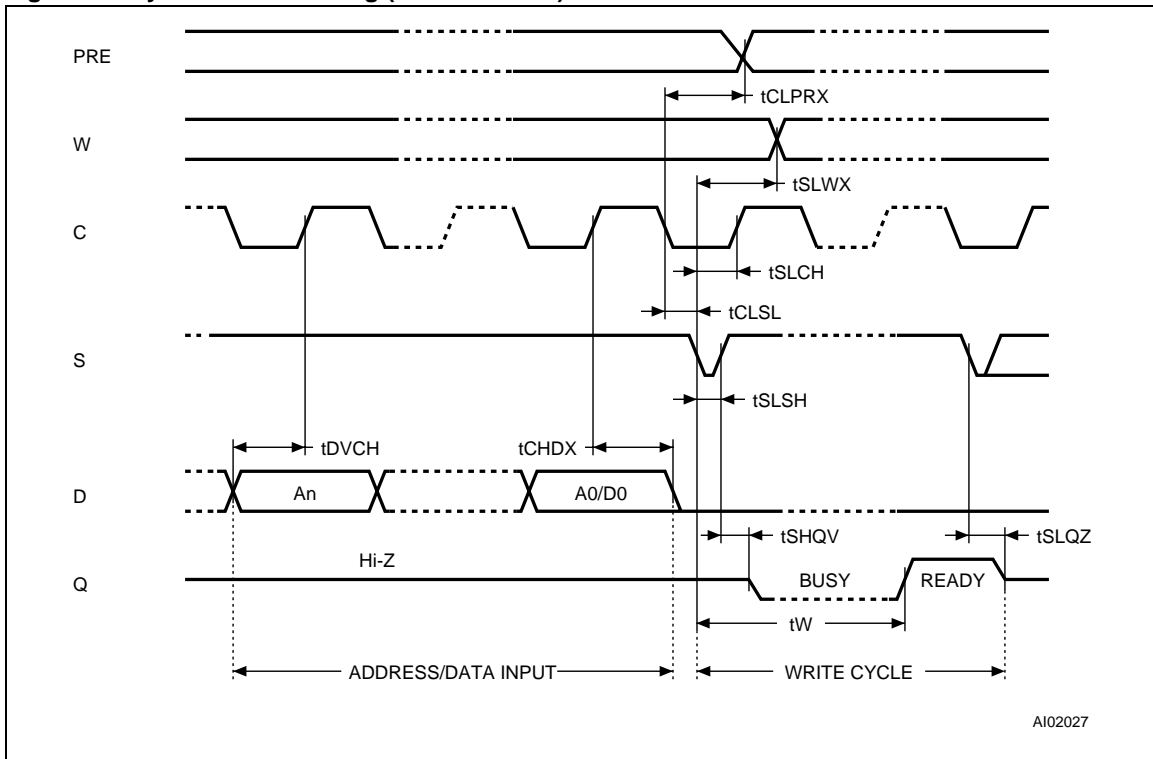 PRE
tCLPRX
W
tSLWX
C
tSLCH
tCLSL
S
tSLSH
tDVCH
tCHDX
D
An
A0/D0
tSHQV
tSLQZ
Hi-Z
Q
BUSY
READY
tW
ADDRESS/DATA INPUT
WRITE CYCLE
AI02027